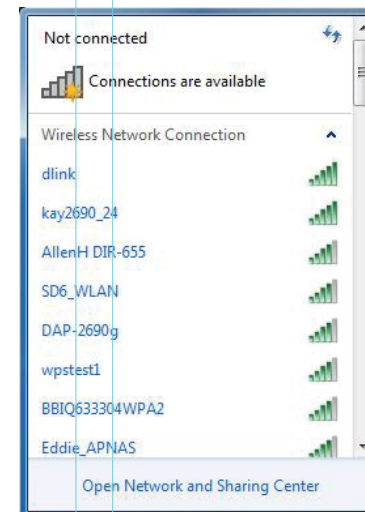 Not connected
Connections are available
Wireless Network Connection
dlink
kay2690_24
AllenH DIR-655
SD6_WLAN
DAP-2690g
wpstest1
BBIQ633304WPA2
Eddie_APNAS
Open Network and Sharing Center